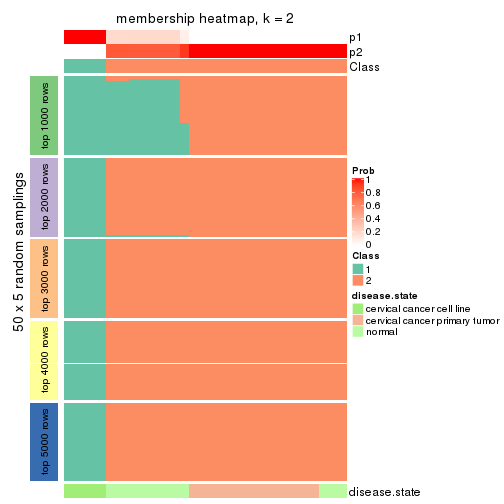 membership heatmap, k = 2
p1
p2
Class
50 x 5 random samplings
top 1000 rows
top 2000 rows
top 3000 rows
top 4000 rows
top 5000 rows
Prob
1
0.8
0.6
0.4
0.2
0
Class
1
2
disease.state
cervical cancer cell line
cervical cancer primary tumor
normal
disease.state